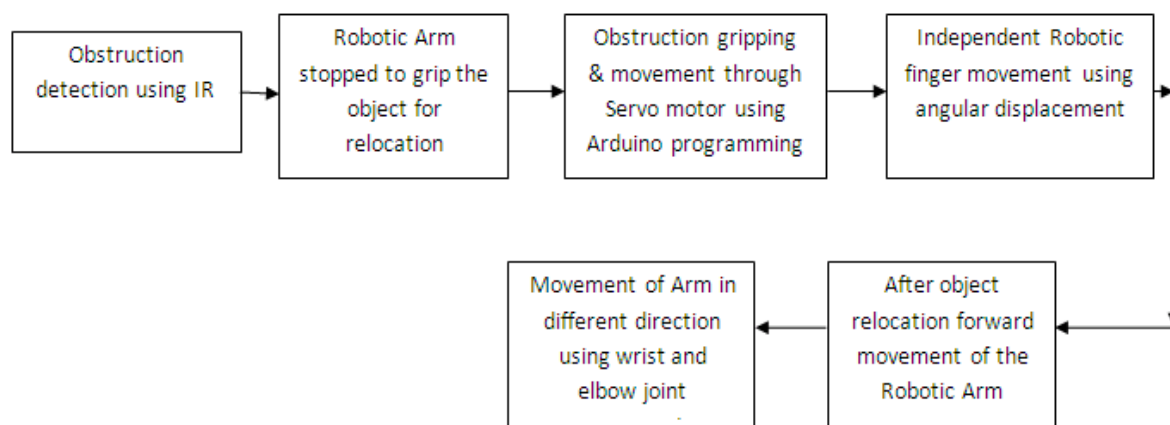 Obstruction
detection using IR
Robotic Arm
stopped to grip the
object for
relocation
Obstruction gripping
& movement through
Servo motor using
Arduino programming
Independent Robotic
finger movement using
angular displacement
After object
relocation forward
movement of the
Robotic Arm
Movement of Arm in
different direction
using wrist and
elbow joint